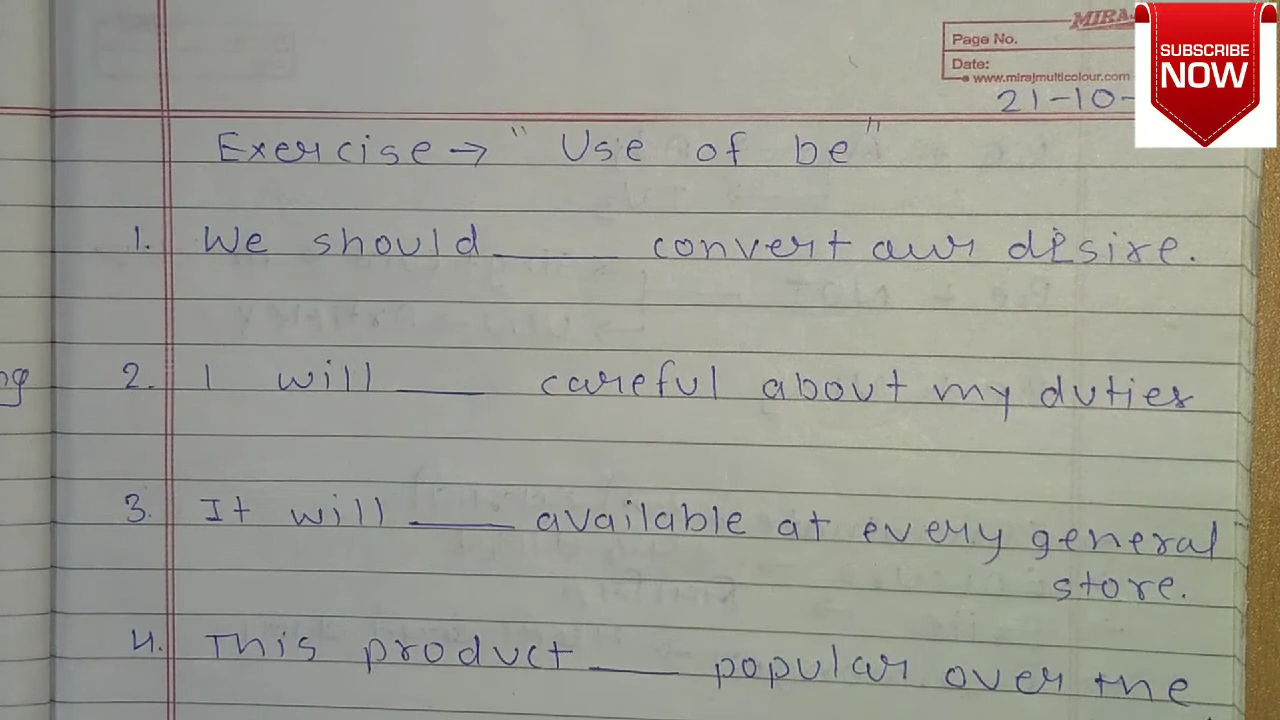 MIRAJ
Page No.
Date:
www.mirajmulticolour.com
21-10-
SUBSCRIBE
NOW
Exercise → "Use of be"
1. We should ____ convert our desire.
2. I will ____ careful about my duties
3. It will ____ available at every general
store.
4. This product ____ popular over the